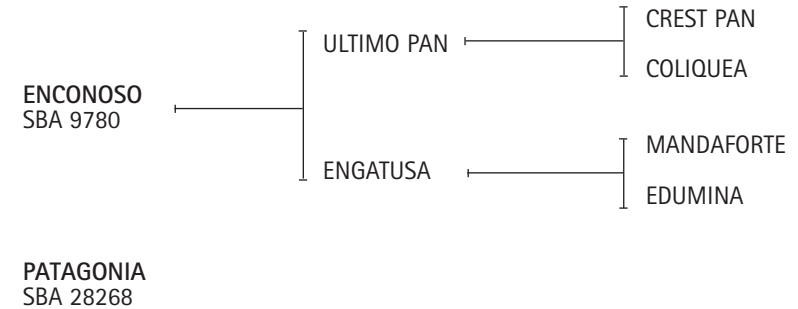 CREST PAN
ULTIMO PAN
COLIQUEA
ENCONOSO
SBA 9780
MANDAFORTE
ENGATUSA
EDUMINA
PATAGONIA
SBA 28268